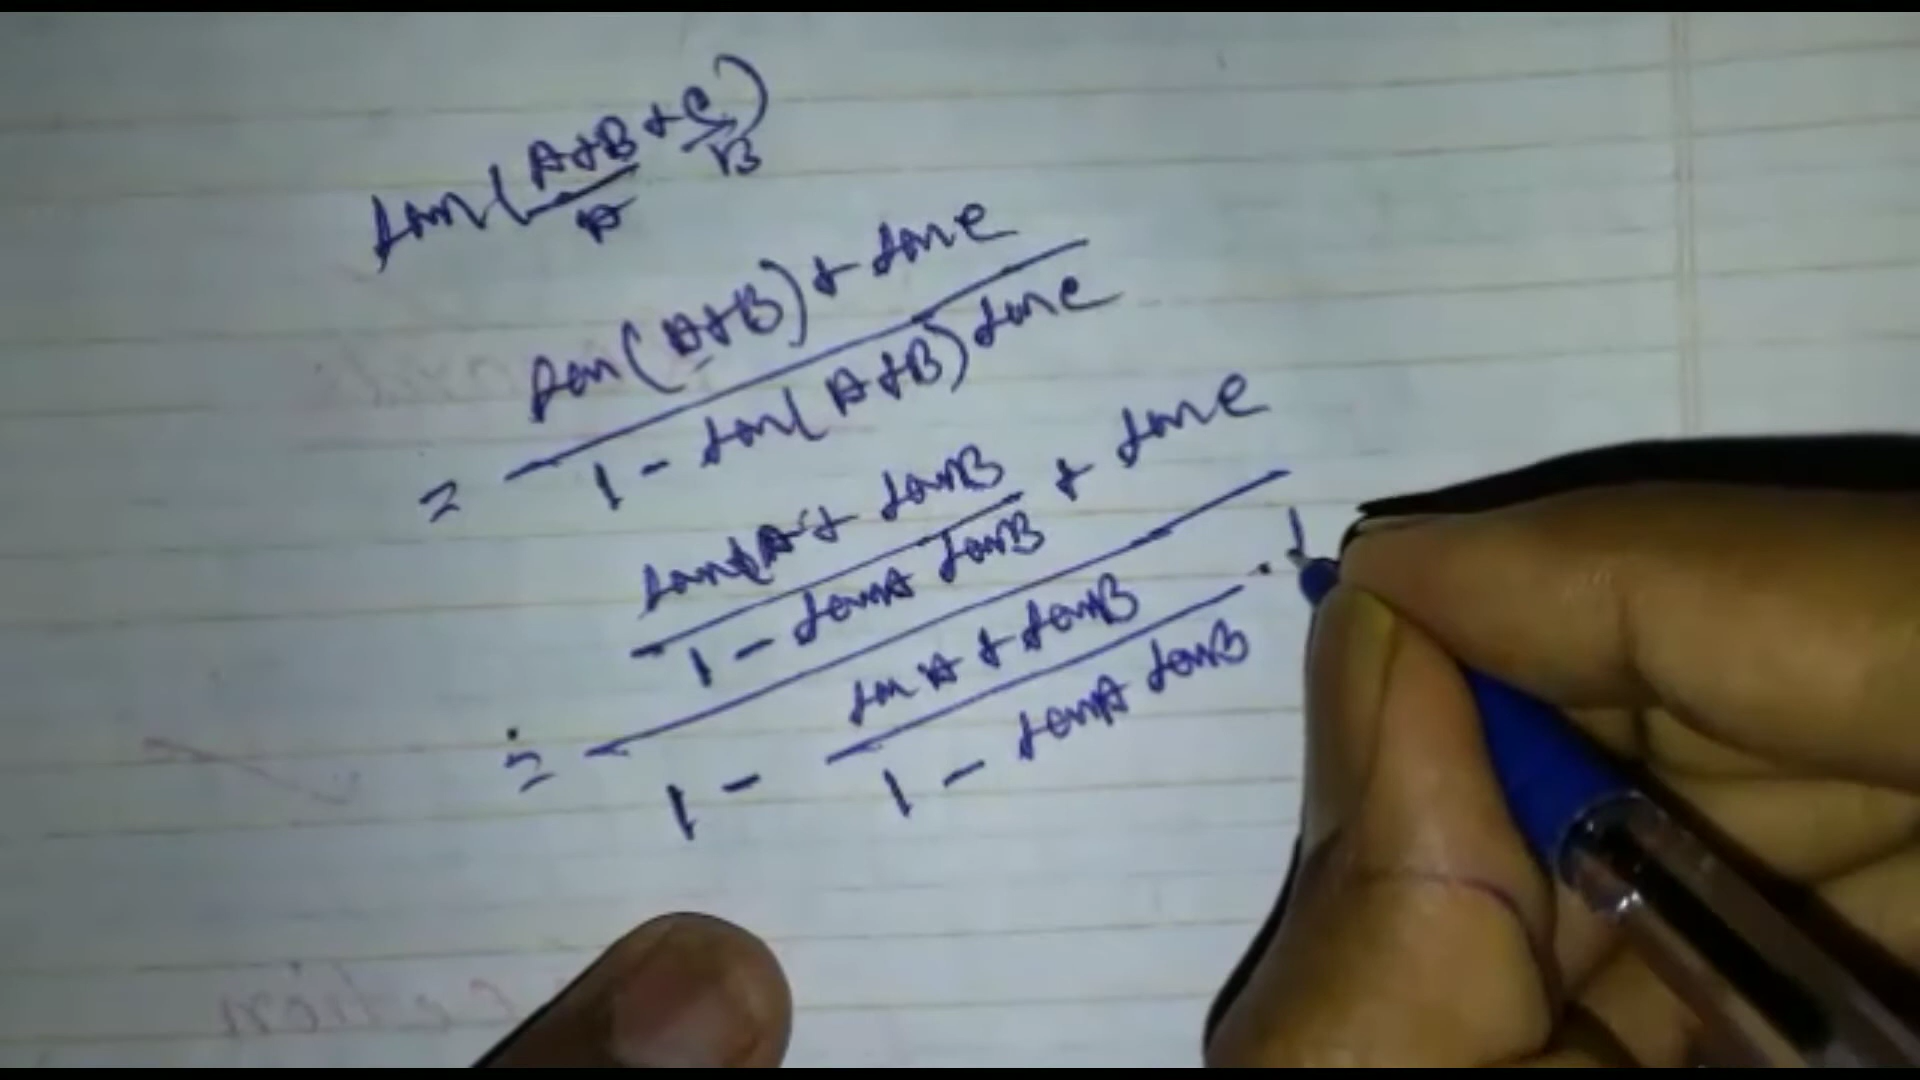 tan(A+B + C)
A B
tan(A+B) + tanC
= 1 - tan(A+B) tanC
tanA + tanB + tanC
1 - tanA tanB
=
tanA + tanB .
1 - 1 - tanA tanB